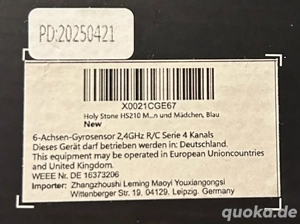 PD:20250421
X0021CGE67
Holy Stone HS210 M...n und Mädchen, Blau
New
6-Achsen-Gyrosensor 2,4GHz R/C Serie 4 Kanals
Dieses Gerät darf betrieben werden in: Deutschland.
This equipment may be operated in European Unioncountries
and United Kingdom.
WEEE Nr. DE 16373206
Importer: Zhangzhoushi Leming Maoyi Youxiangongsi
Wittenberger Str. 19, 04129, Leipzig, Germany
quoka.de